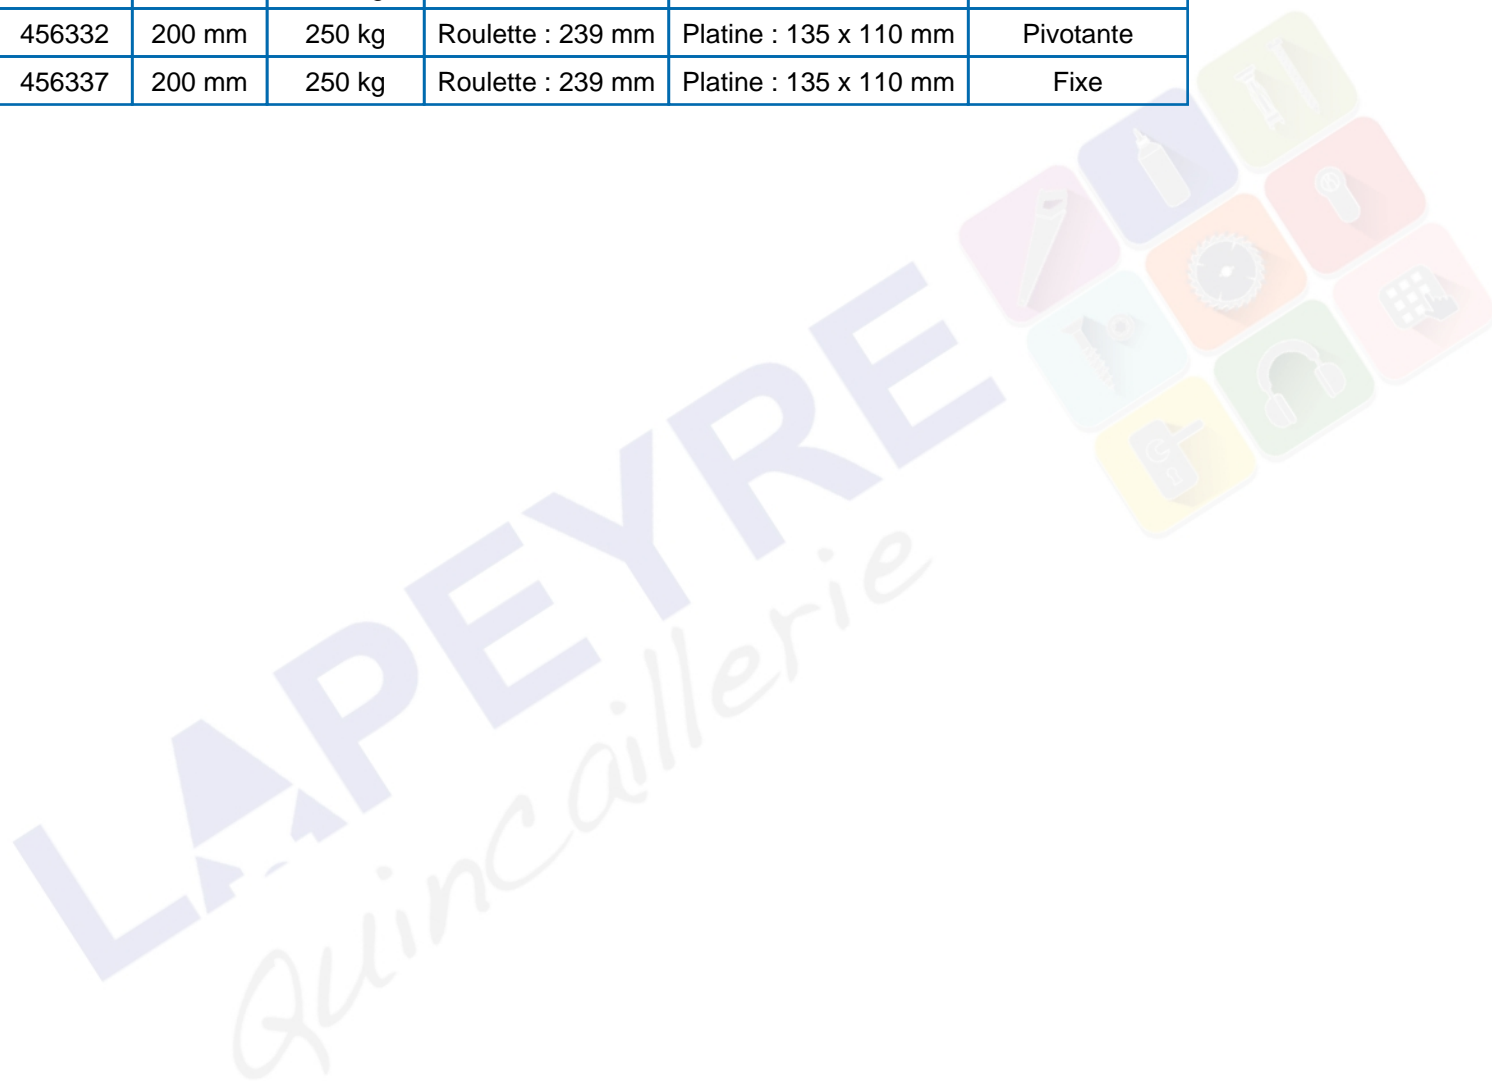 456332 200 mm 250 kg Roulette : 239 mm Platine : 135 x 110 mm Pivotante
456337 200 mm 250 kg Roulette : 239 mm Platine : 135 x 110 mm Fixe
LAPEYRE
Quincaillerie